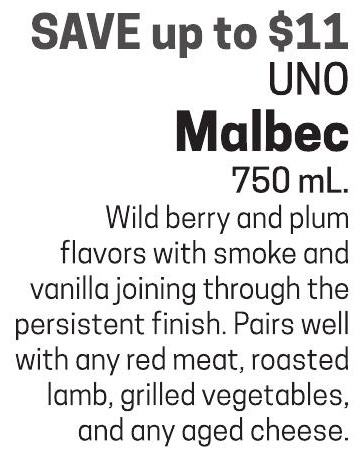 SAVE up to $11
UNO
Malbec
750 mL.
Wild berry and plum
flavors with smoke and
vanilla joining through the
persistent finish. Pairs well
with any red meat, roasted
lamb, grilled vegetables,
and any aged cheese.